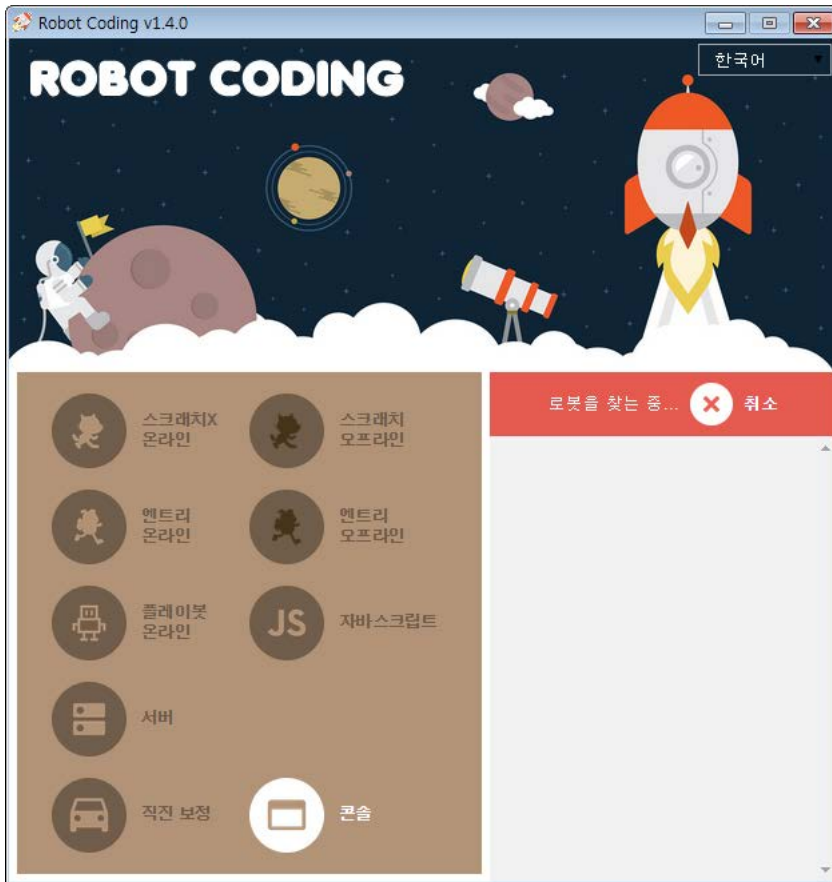 Robot Coding v1.4.0
한국어
ROBOT CODING
로봇을 찾는 중...
취소
스크래치X
온라인
스크래치
오프라인
엔트리
온라인
엔트리
오프라인
플레이봇
온라인
JS
자바스크립트
서버
직진 보정
콘솔